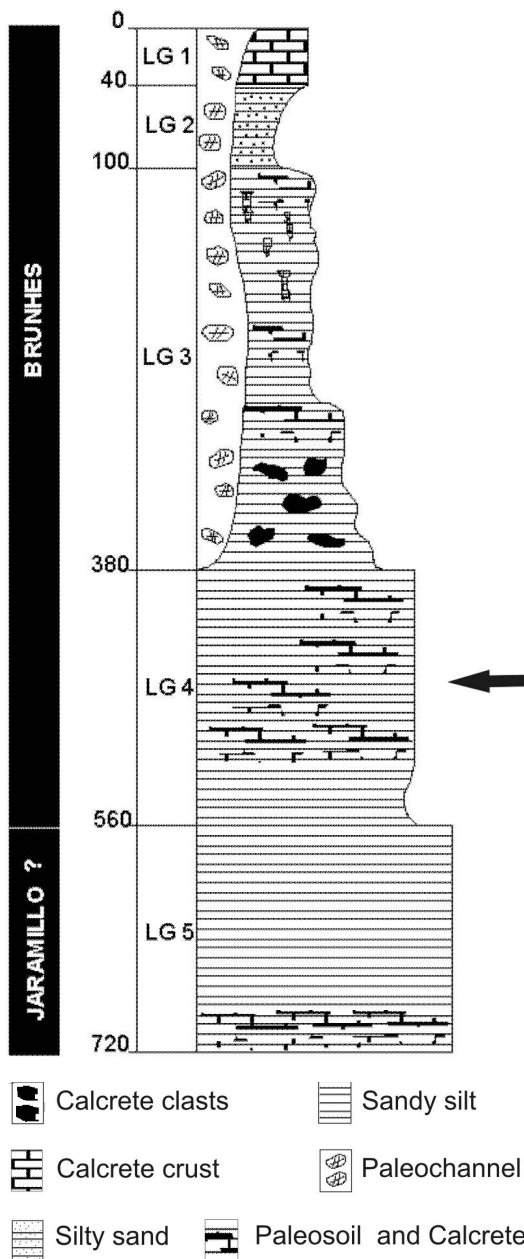 0
LG 1
40
LG 2
100
BRUNHES
LG 3
380
LG 4
560
JARAMILLO ?
LG 5
720
Calcrete clasts
Sandy silt
Calcrete crust
Paleochannel
Silty sand
Paleosoil and Calcrete